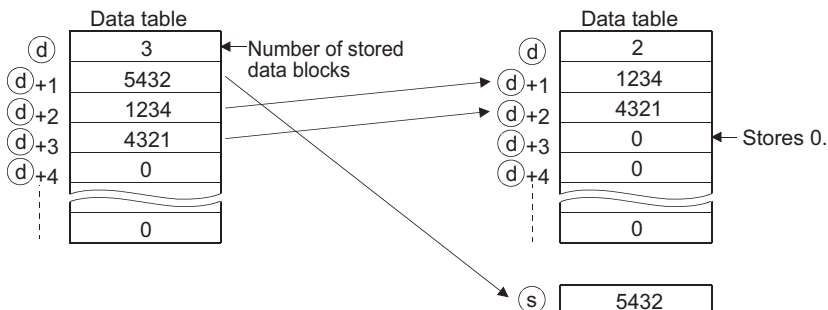 Data table
d 3
d+1 5432
d+2 1234
d+3 4321
d+4 0
0
Number of stored
data blocks
Data table
d 2
d+1 1234
d+2 4321
d+3 0
d+4 0
0
Stores 0.
s 5432